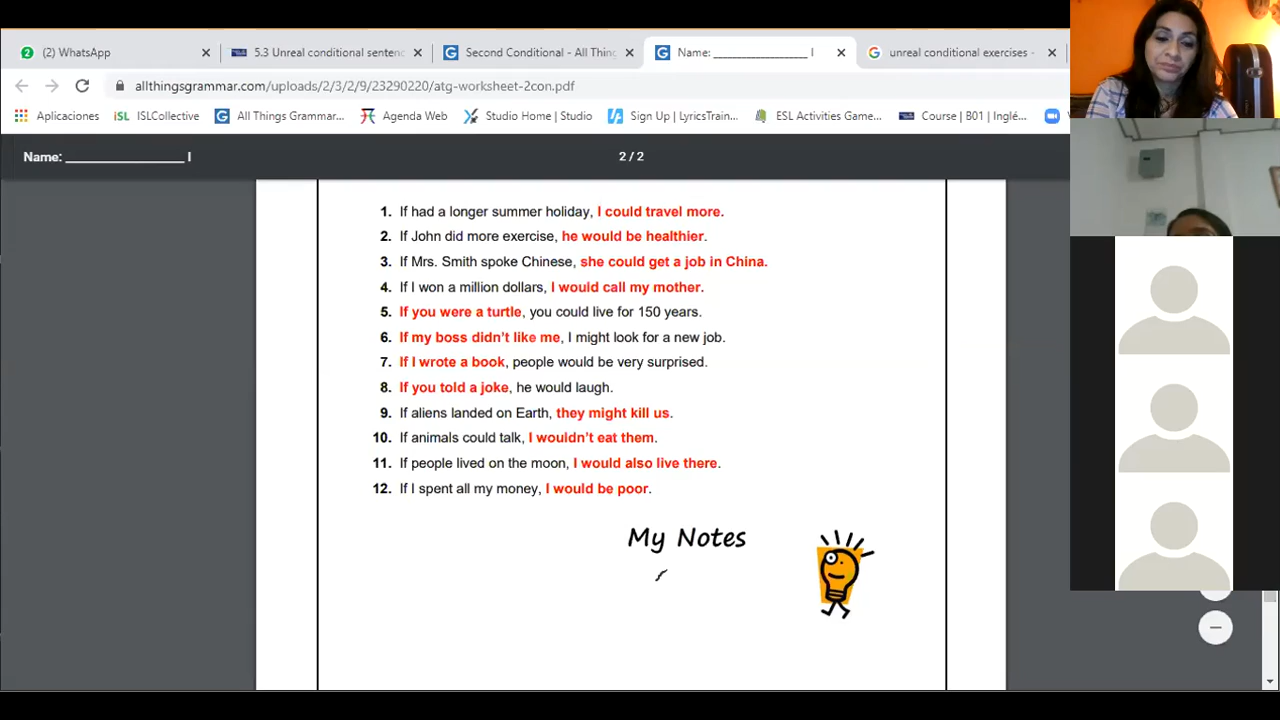 (2) WhatsApp
5.3 Unreal conditional sentenc
Second Conditional - All Thing
Name: __________________ I
unreal conditional exercises -
allthingsgrammar.com/uploads/2/3/2/9/23290220/atg-worksheet-2con.pdf
Aplicaciones
iSL ISLCollective
All Things Grammar...
Agenda Web
Studio Home | Studio
Sign Up | LyricsTrain...
ESL Activities Game...
Course | B01 | Inglé...
Name: ________________ I
2 / 2
1. If had a longer summer holiday, I could travel more.
2. If John did more exercise, he would be healthier.
3. If Mrs. Smith spoke Chinese, she could get a job in China.
4. If I won a million dollars, I would call my mother.
5. If you were a turtle, you could live for 150 years.
6. If my boss didn't like me, I might look for a new job.
7. If I wrote a book, people would be very surprised.
8. If you told a joke, he would laugh.
9. If aliens landed on Earth, they might kill us.
10. If animals could talk, I wouldn't eat them.
11. If people lived on the moon, I would also live there.
12. If I spent all my money, I would be poor.
My Notes